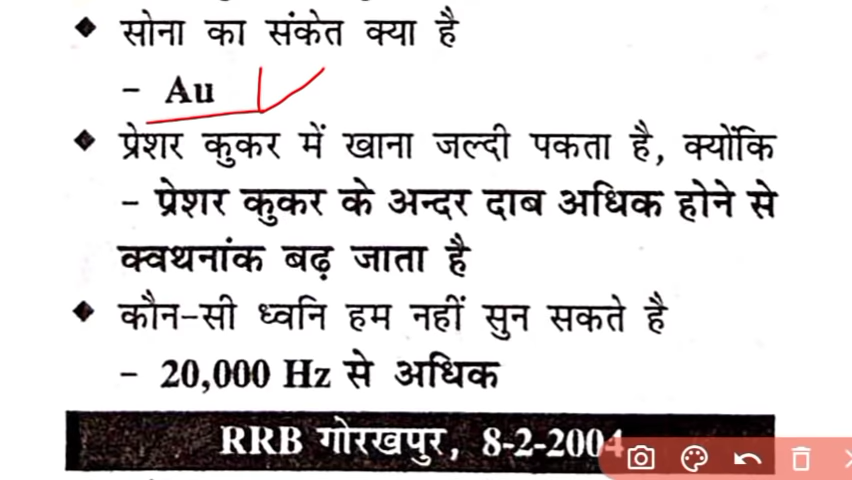 ◆ सोना का संकेत क्या है
– Au
◆ प्रेशर कुकर में खाना जल्दी पकता है, क्योंकि
– प्रेशर कुकर के अन्दर दाब अधिक होने से
क्वथनांक बढ़ जाता है
◆ कौन-सी ध्वनि हम नहीं सुन सकते है
– 20,000 Hz से अधिक
RRB गोरखपुर, 8-2-2004